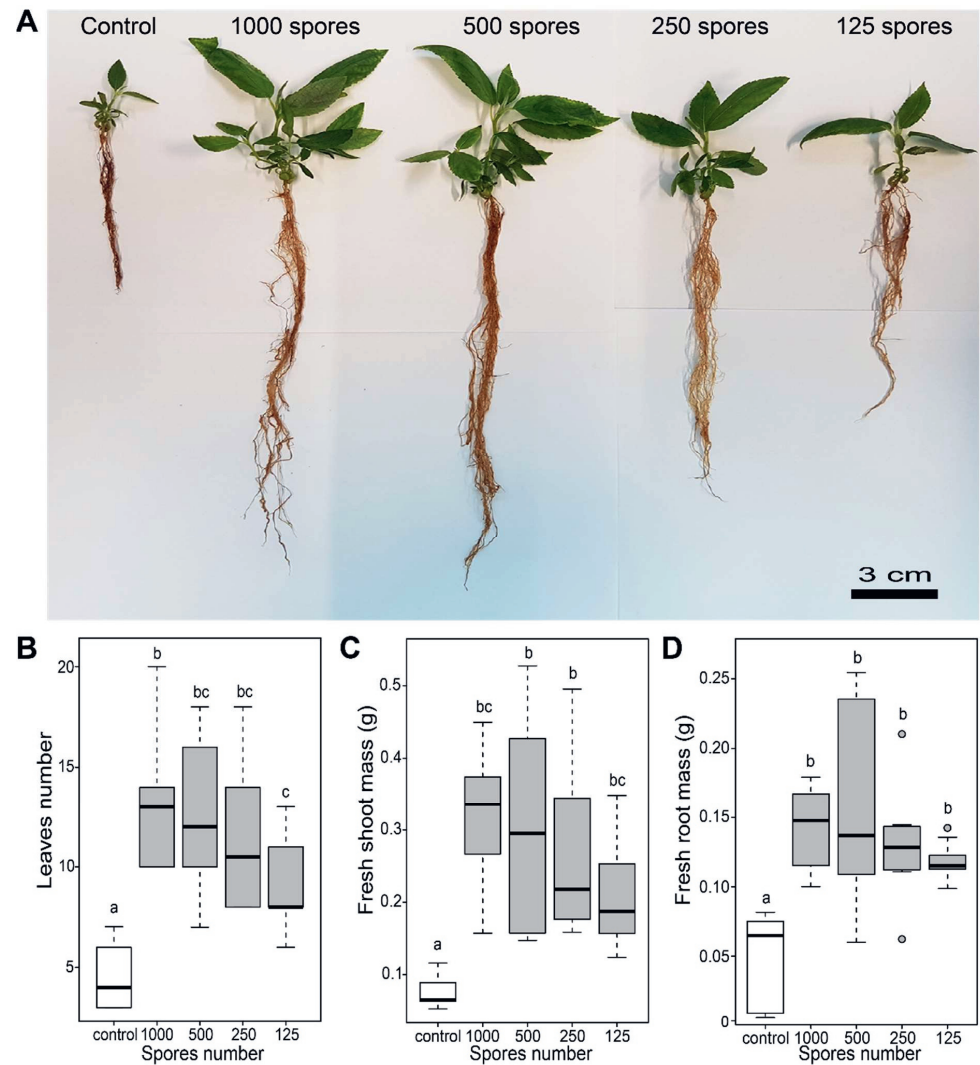 A
Control 1000 spores 500 spores 250 spores 125 spores
3 cm
B
Leaves number
20
15
10
5
a
b
bc
bc
c
control 1000 500 250 125
Spores number
C
Fresh shoot mass (g)
0.5
0.4
0.3
0.2
0.1
a
bc
b
b
bc
control 1000 500 250 125
Spores number
D
Fresh root mass (g)
0.25
0.20
0.15
0.10
0.05
0
a
b
b
b
b
control 1000 500 250 125
Spores number